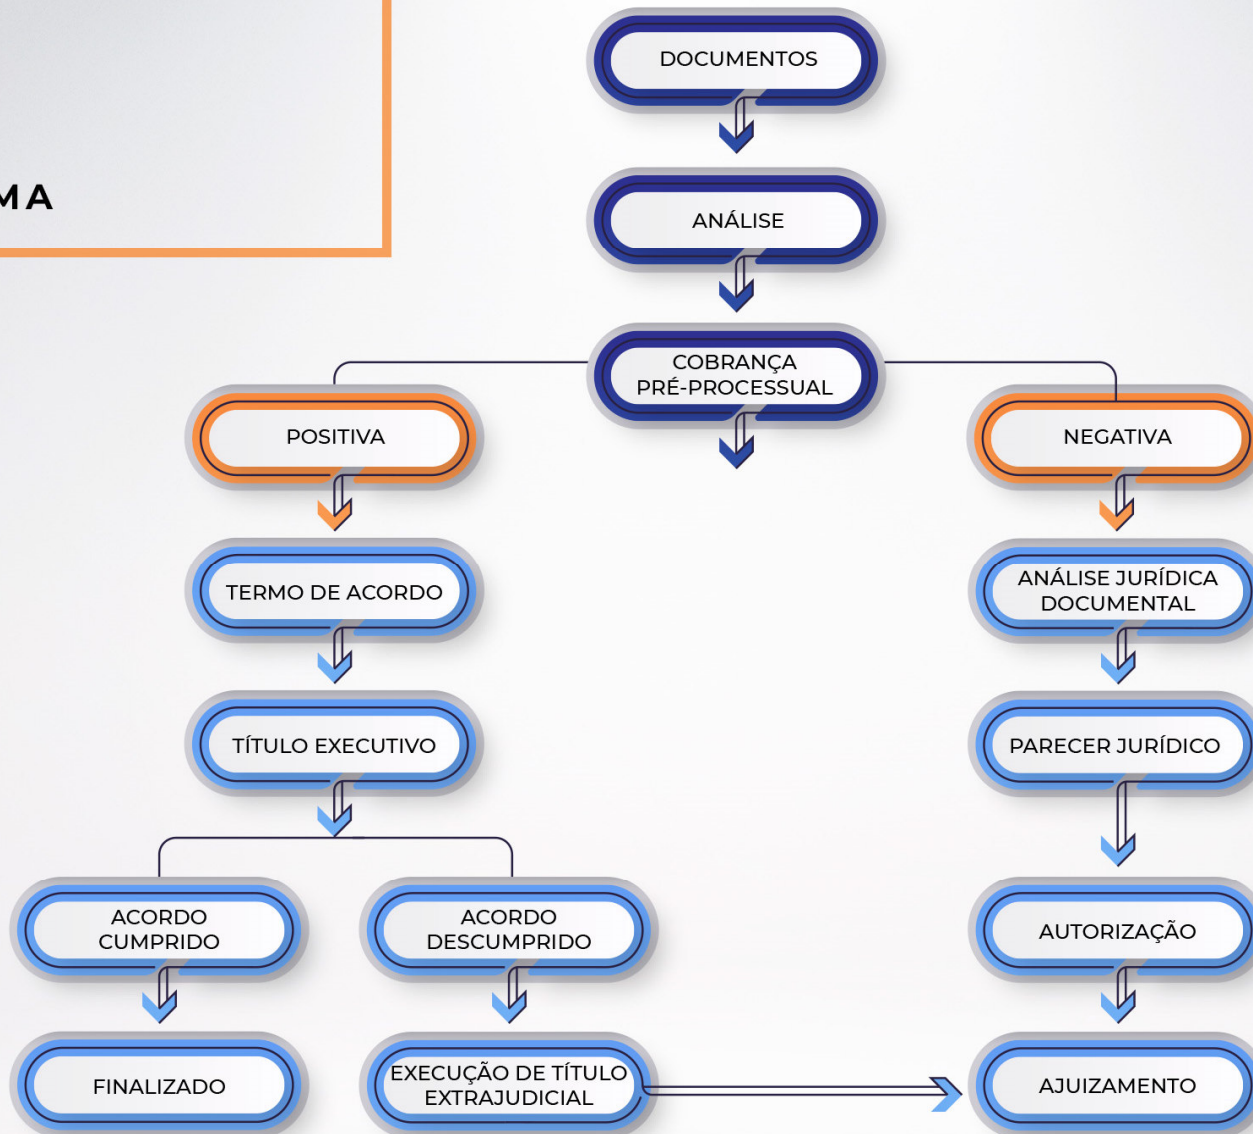 DOCUMENTOS
MA
ANÁLISE
COBRANÇA
PRÉ-PROCESSUAL
POSITIVA
NEGATIVA
TERMO DE ACORDO
ANÁLISE JURÍDICA
DOCUMENTAL
TÍTULO EXECUTIVO
PARECER JURÍDICO
ACORDO
CUMPRIDO
ACORDO
DESCUMPRIDO
AUTORIZAÇÃO
FINALIZADO
EXECUÇÃO DE TÍTULO
EXTRAJUDICIAL
AJUIZAMENTO